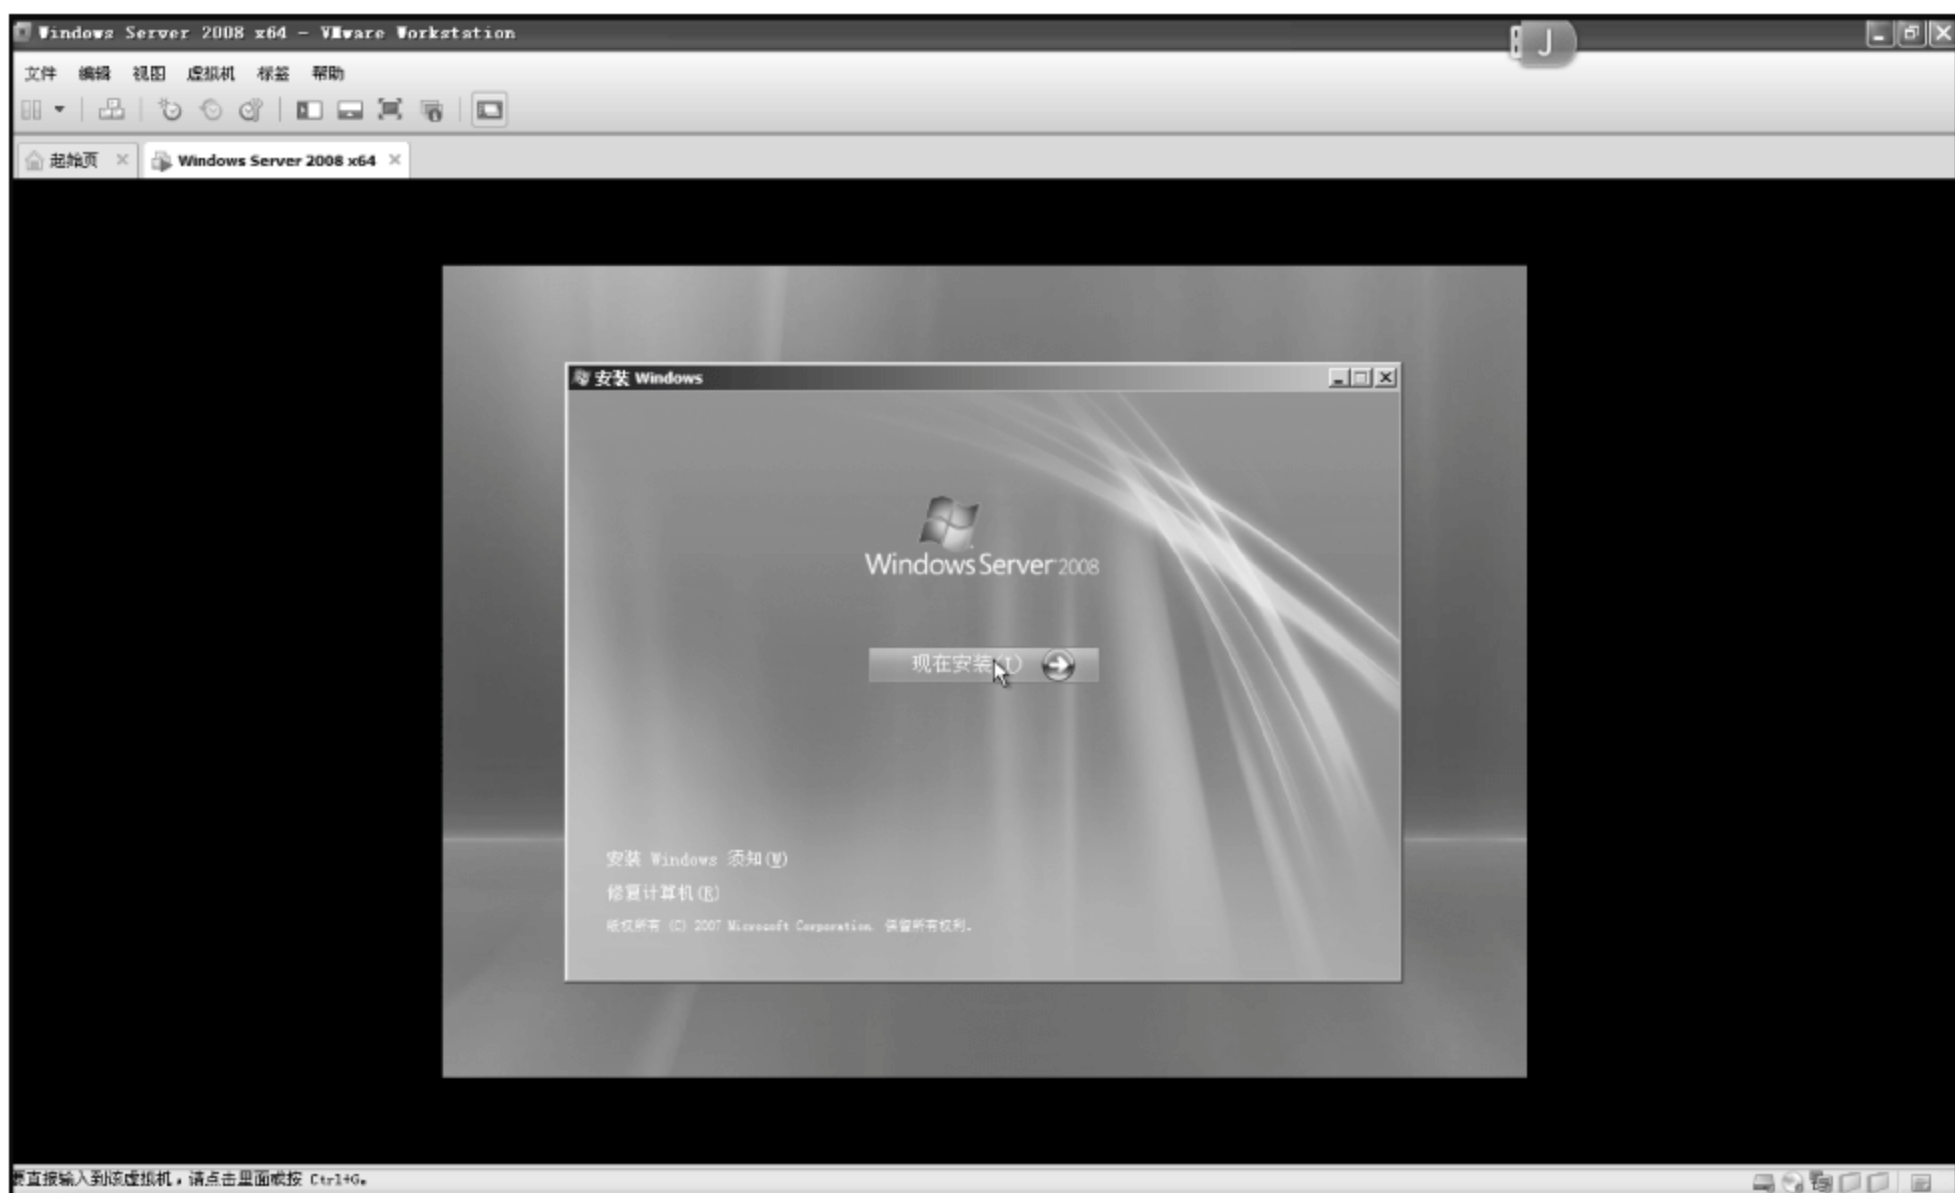 Windows Server 2008 x64 - VMware Workstation
J
文件 编辑 视图 虚拟机 标签 帮助
起始页 Windows Server 2008 x64
安装 Windows
Windows Server 2008
现在安装(I)
安装 Windows 须知(W)
修复计算机(R)
版权所有 (C) 2007 Microsoft Corporation. 保留所有权利。
要直接输入到该虚拟机，请点击里面或按 Ctrl+G。